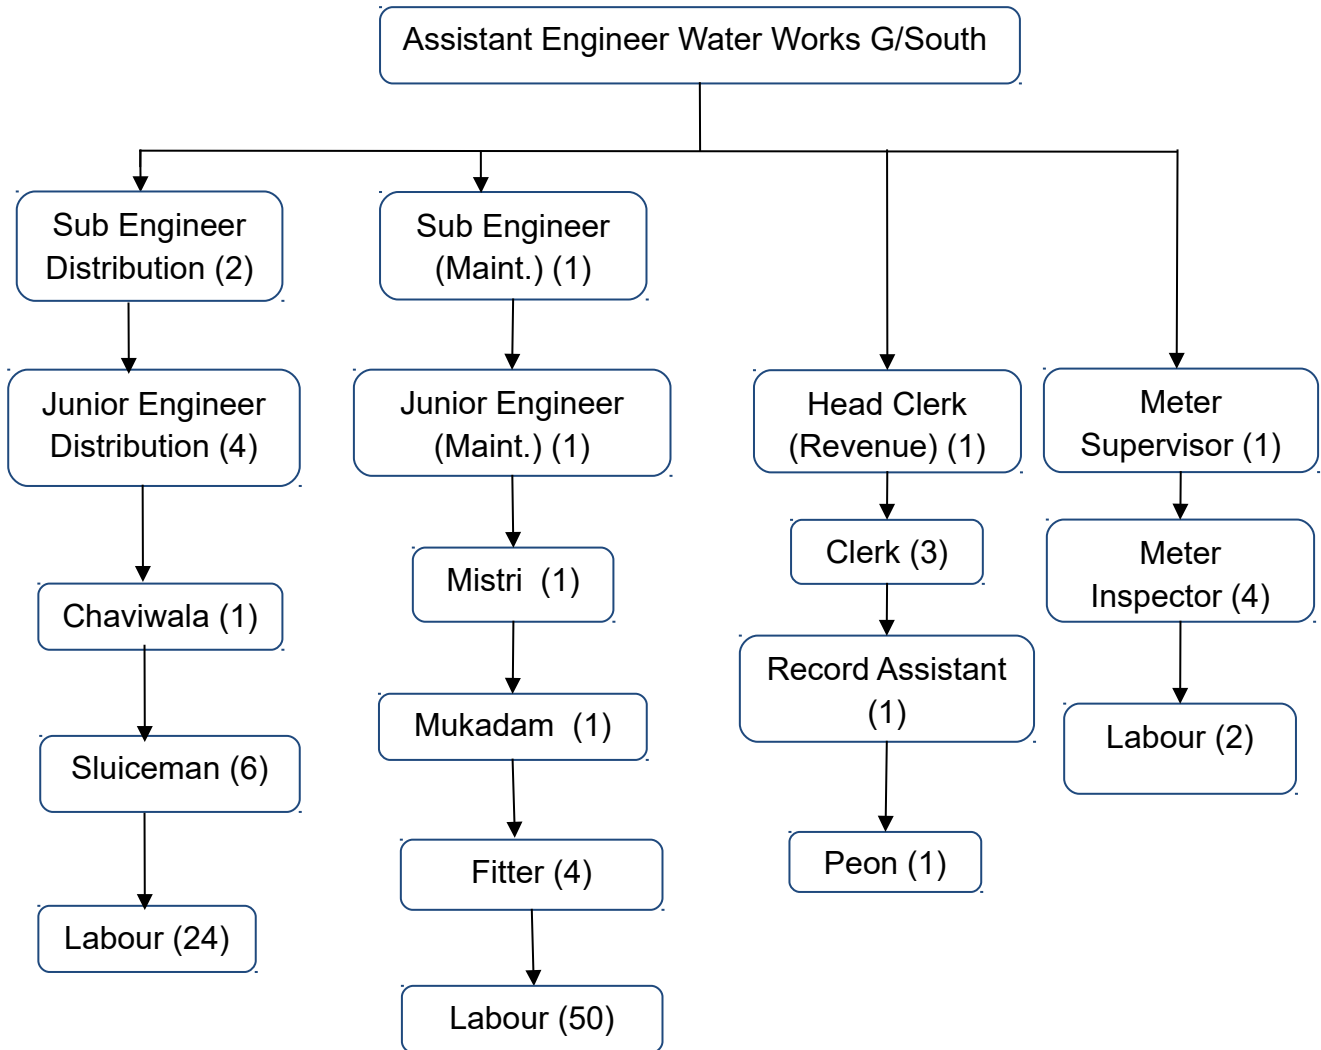 Assistant Engineer Water Works G/South
Sub Engineer
Distribution (2)
Sub Engineer
(Maint.) (1)
Junior Engineer
Distribution (4)
Junior Engineer
(Maint.) (1)
Head Clerk
(Revenue) (1)
Meter
Supervisor (1)
Mistri (1)
Clerk (3)
Meter
Inspector (4)
Chaviwala (1)
Mukadam (1)
Record Assistant
(1)
Labour (2)
Sluiceman (6)
Fitter (4)
Peon (1)
Labour (24)
Labour (50)